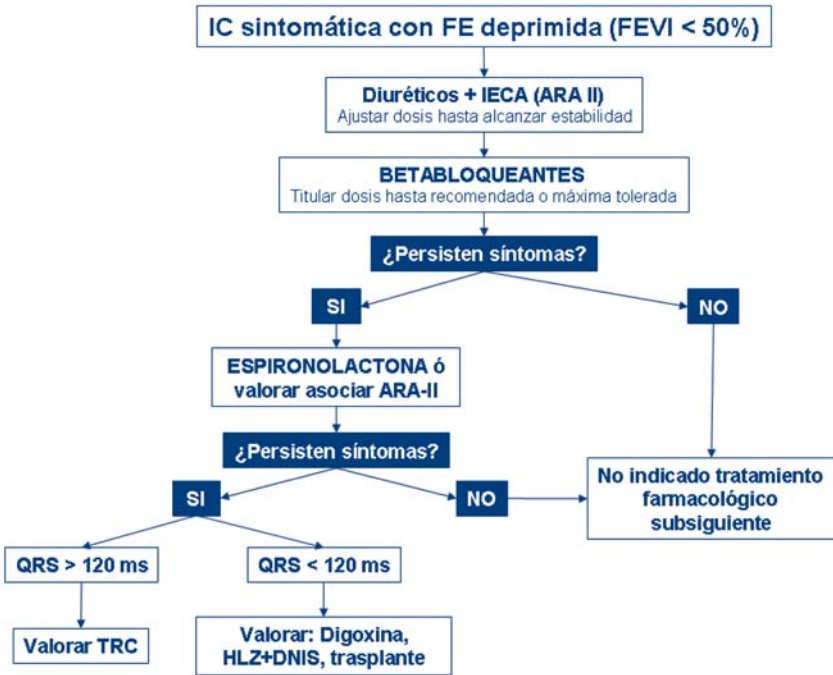 IC sintomática con FE deprimida (FEVI < 50%)
Diuréticos + IECA (ARA II)
Ajustar dosis hasta alcanzar estabilidad
BETABLOQUEANTES
Titular dosis hasta recomendada o máxima tolerada
¿Persisten síntomas?
SI
NO
ESPIRONOLACTONA ó
valorar asociar ARA-II
¿Persisten síntomas?
SI
NO
No indicado tratamiento
farmacológico
subsiguiente
QRS > 120 ms
QRS < 120 ms
Valorar TRC
Valorar: Digoxina,
HLZ+DNIS, trasplante